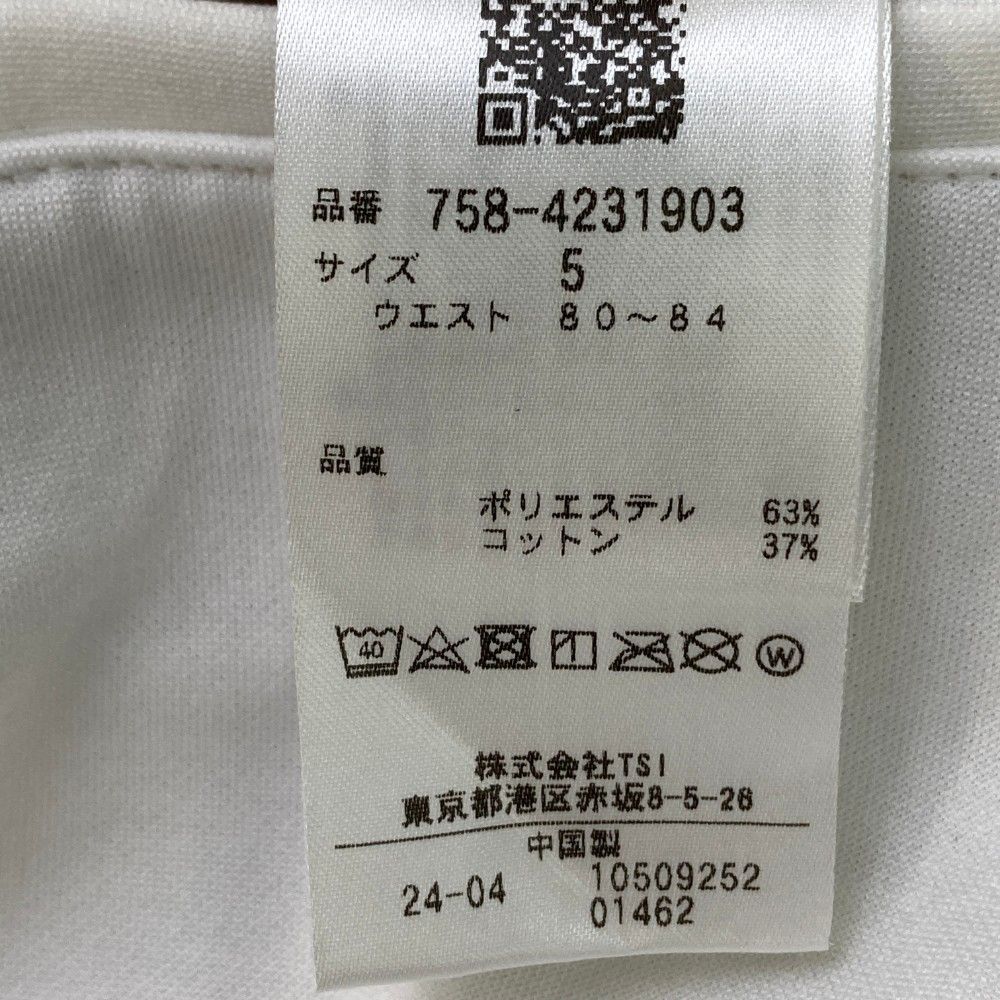 品番 758-4231903
サイズ 5
ウエスト 80～84
品質
ポリエステル 63%
コットン 37%
40 W
株式会社TSI
東京都港区赤坂8-5-28
中国製
24-04 10509252
01462